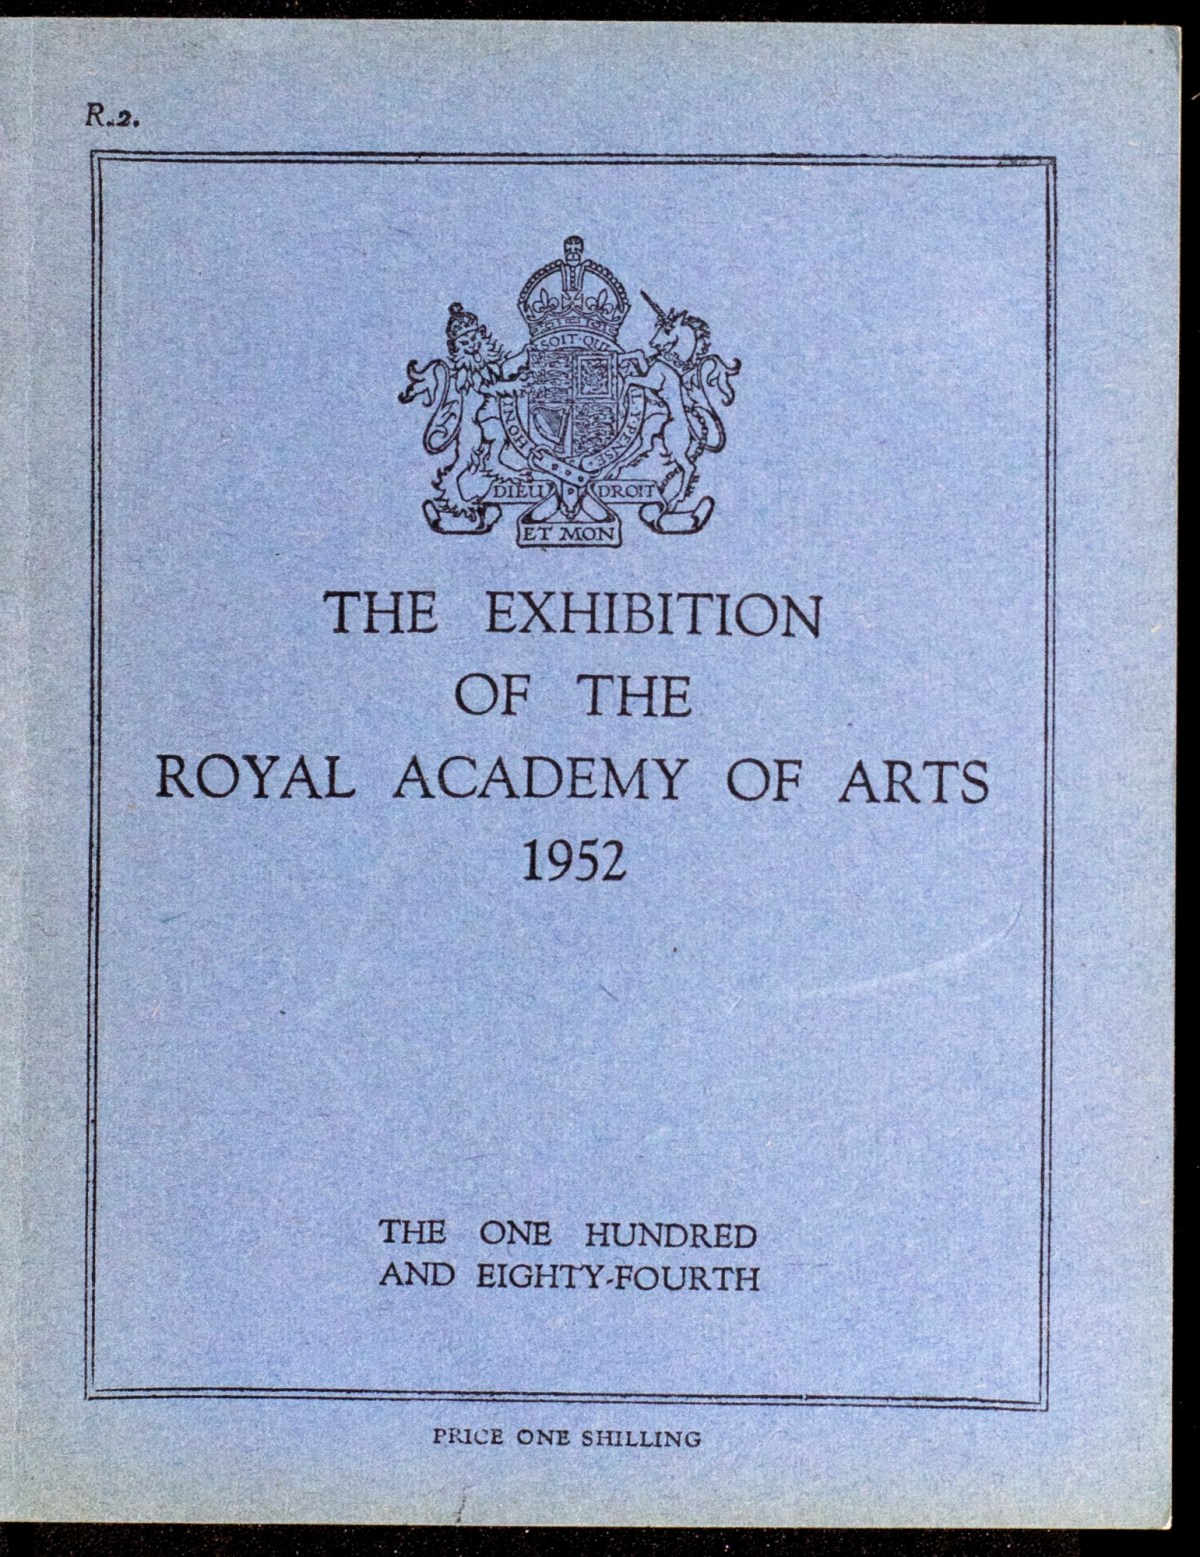 R.2.
SOIT·QUI
HONI
DIEU
DROIT
ET MON
THE EXHIBITION
OF THE
ROYAL ACADEMY OF ARTS
1952
THE ONE HUNDRED
AND EIGHTY-FOURTH
PRICE ONE SHILLING